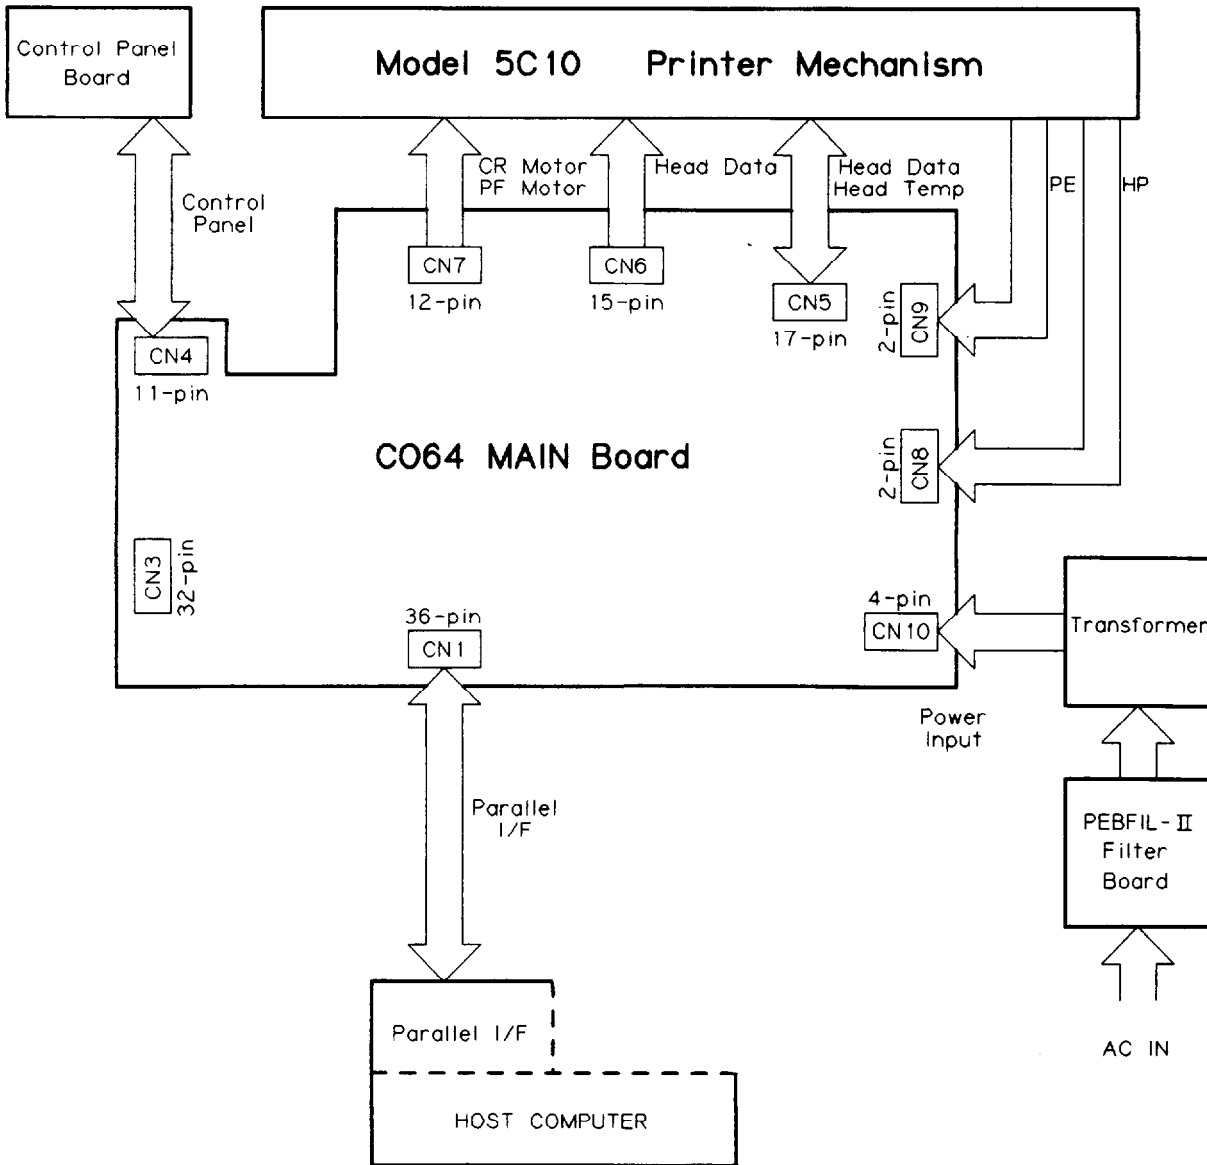 Control Panel
Board
Model 5C10 Printer Mechanism
CR Motor
PF Motor
Head Data
Head Data
Head Temp
PE
HP
Control
Panel
CN7
12-pin
CN6
15-pin
CN5
17-pin
2-pin
CN9
CN4
11-pin
C064 MAIN Board
2-pin
CN8
CN3
32-pin
36-pin
CN1
4-pin
CN10
Transformer
Power
Input
Parallel
I/F
PEBFIL-II
Filter
Board
Parallel I/F
AC IN
HOST COMPUTER